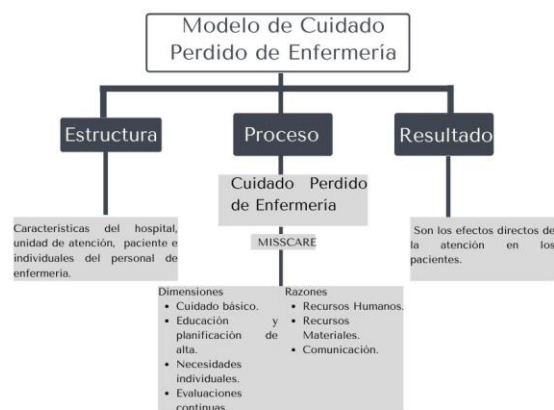 Modelo de Cuidado
Perdido de Enfermería
Estructura
Proceso
Resultado
Cuidado Perdido
de Enfermería
Características del hospital,
unidad de atención, paciente e
individuales del personal de
enfermería.
MISSCARE
Son los efectos directos de
la atención en los
pacientes.
Dimensiones
• Cuidado básico.
• Educación y
planificación de
alta.
• Necesidades
individuales.
• Evaluaciones
continuas
Razones
• Recursos Humanos.
• Recursos
Materiales.
• Comunicación.